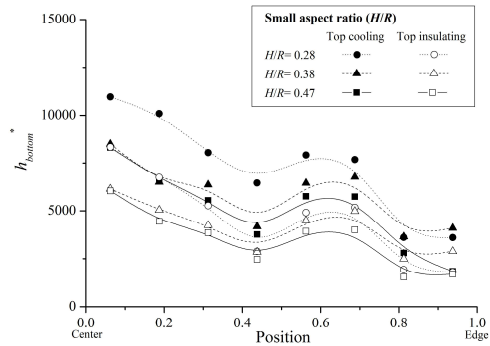 Small aspect ratio (H/R)
Top cooling Top insulating
H/R= 0.28
H/R= 0.38
H/R= 0.47
15000
10000
5000
0
h bottom *
0.0 0.2 0.4 0.6 0.8 1.0
Center Position Edge